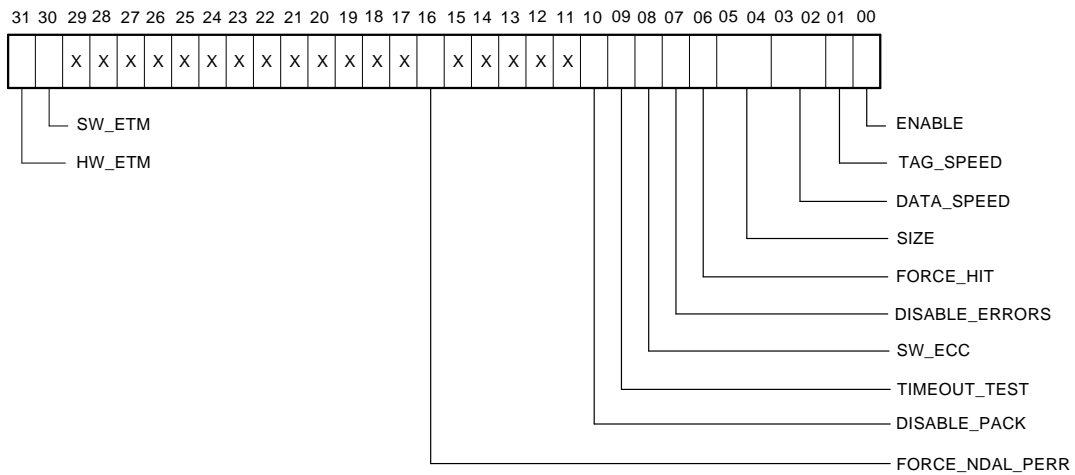 31 30 29 28 27 26 25 24 23 22 21 20 19 18 17 16 15 14 13 12 11 10 09 08 07 06 05 04 03 02 01 00
X X X X X X X X X X X X X X X X X X
SW_ETM ENABLE
HW_ETM TAG_SPEED
DATA_SPEED
SIZE
FORCE_HIT
DISABLE_ERRORS
SW_ECC
TIMEOUT_TEST
DISABLE_PACK
FORCE_NDAL_PERR